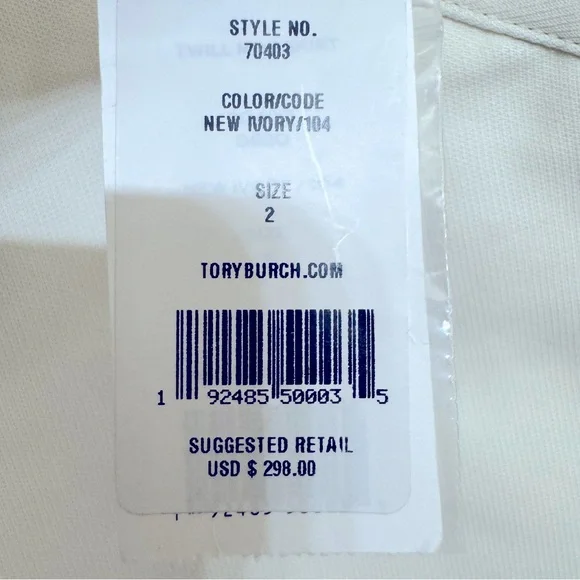 STYLE NO.
70403
COLOR/CODE
NEW IVORY/104
SIZE
2
TORYBURCH.COM
1 92485 50003 5
SUGGESTED RETAIL
USD $ 298.00